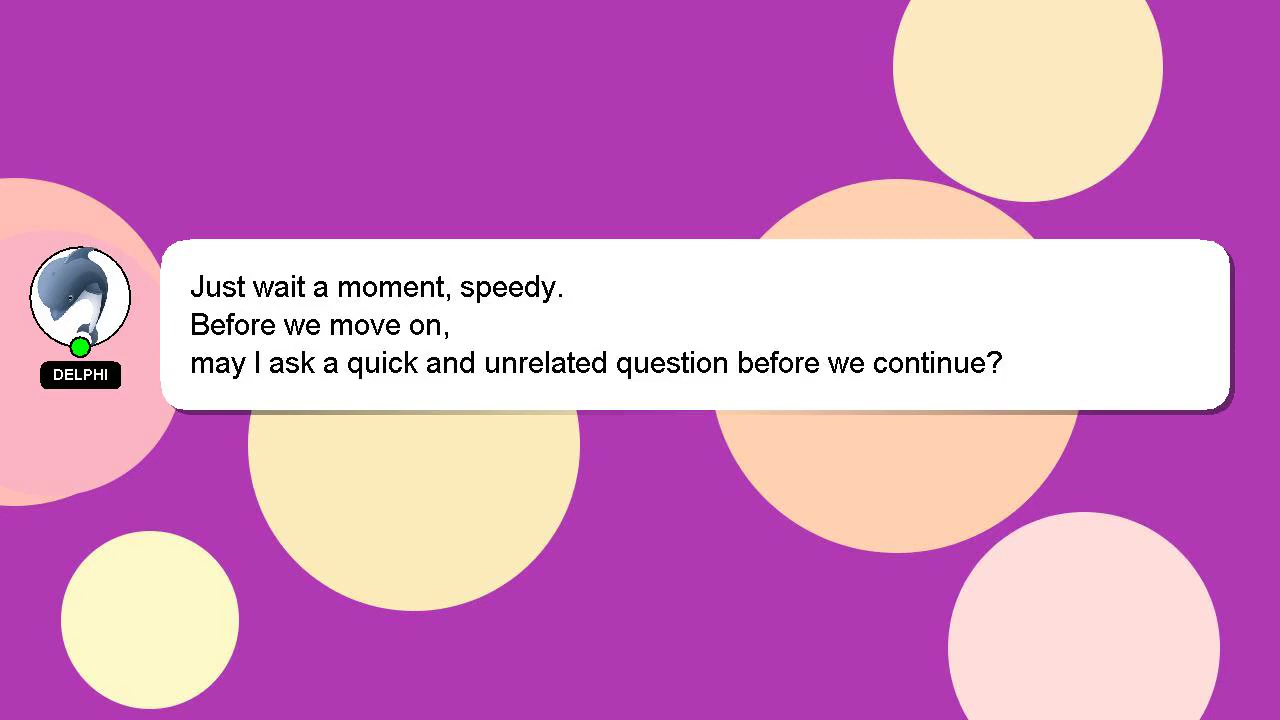 Just wait a moment, speedy.
Before we move on,
may I ask a quick and unrelated question before we continue?
DELPHI